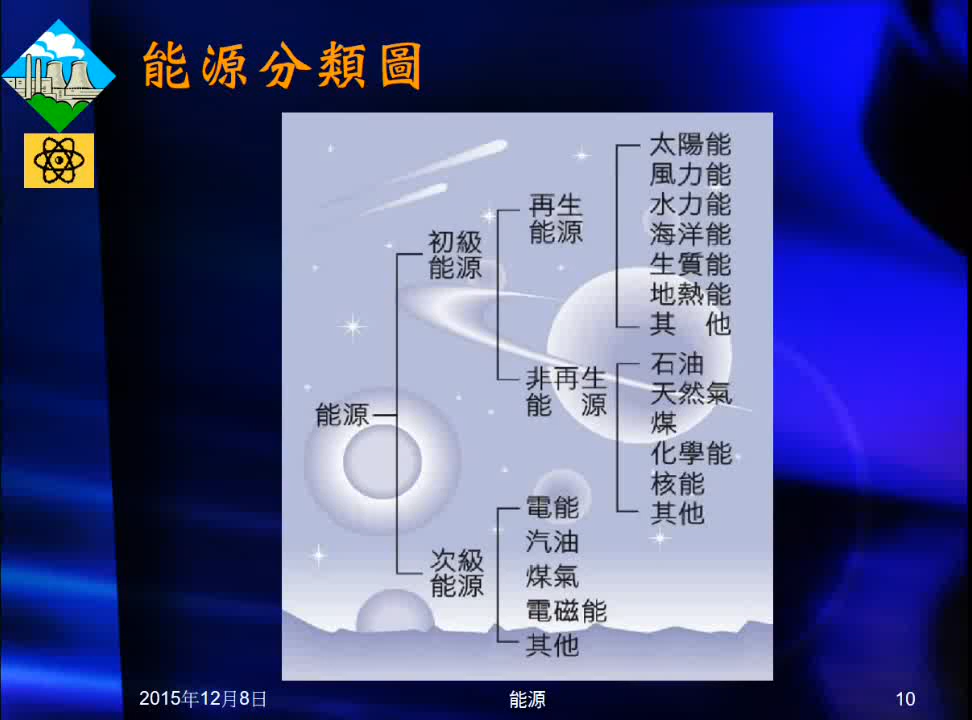 能源分類圖
能源
初級
能源
再生
能源
太陽能
風力能
水力能
海洋能
生質能
地熱能
其 他
非再生
能 源
石油
天然氣
煤
化學能
核能
其他
次級
能源
電能
汽油
煤氣
電磁能
其他
2015年12月8日
能源
10